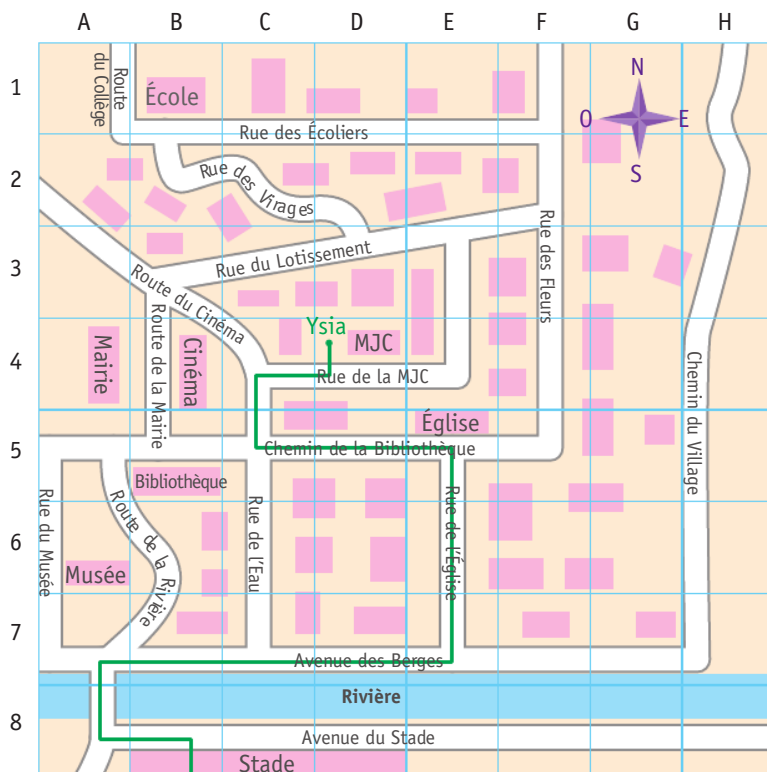 A B C D E F G H
1
Route
du Collège
École
N
O E
S
Rue des Écoliers
2
Rue des Virages
3
Rue du Lotissement
Rue des Fleurs
Route du Cinéma
4
Ysia
MJC
Mairie
Route de la Mairie
Cinéma
Rue de la MJC
Chemin du Village
5
Église
Chemin de la Bibliothèque
Bibliothèque
6
Rue du Musée
Route de la Rivière
Rue de l'Eau
Rue de l'Église
Musée
7
Avenue des Berges
Rivière
8
Avenue du Stade
Stade